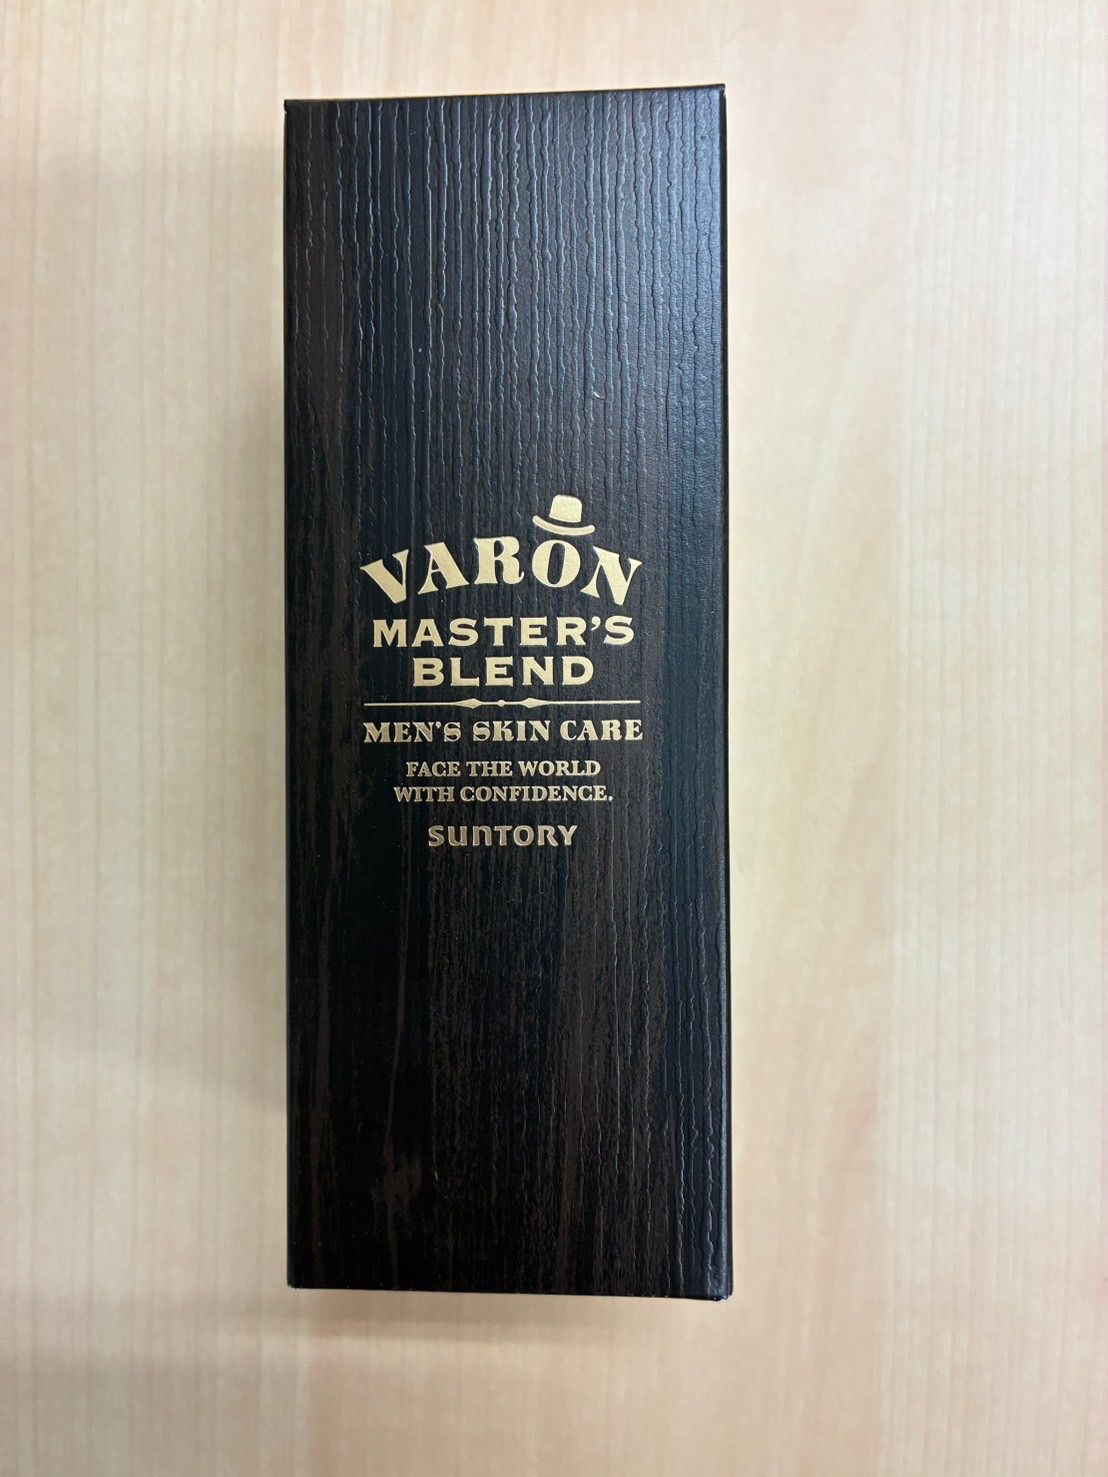 VARON
MASTER'S
BLEND
MEN'S SKIN CARE
FACE THE WORLD
WITH CONFIDENCE.
SUNTORY